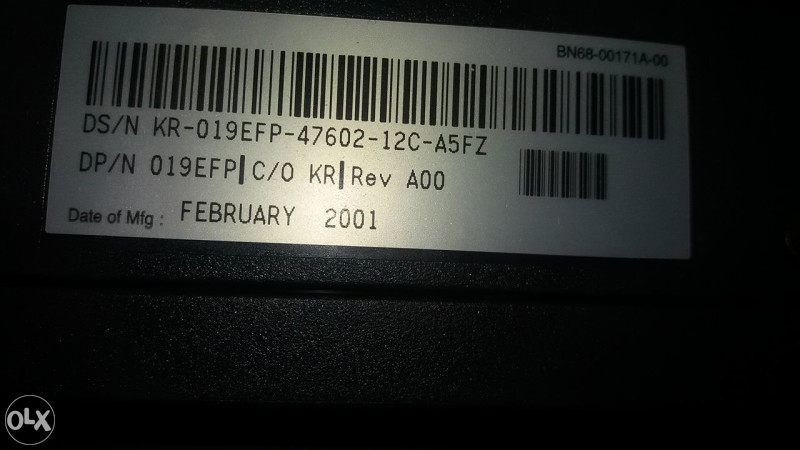 BN68-00171A-00
DS/N KR-019EFP-47602-12C-A5FZ
DP/N 019EFP|C/O KR|Rev A00
Date of Mfg : FEBRUARY 2001
OLX